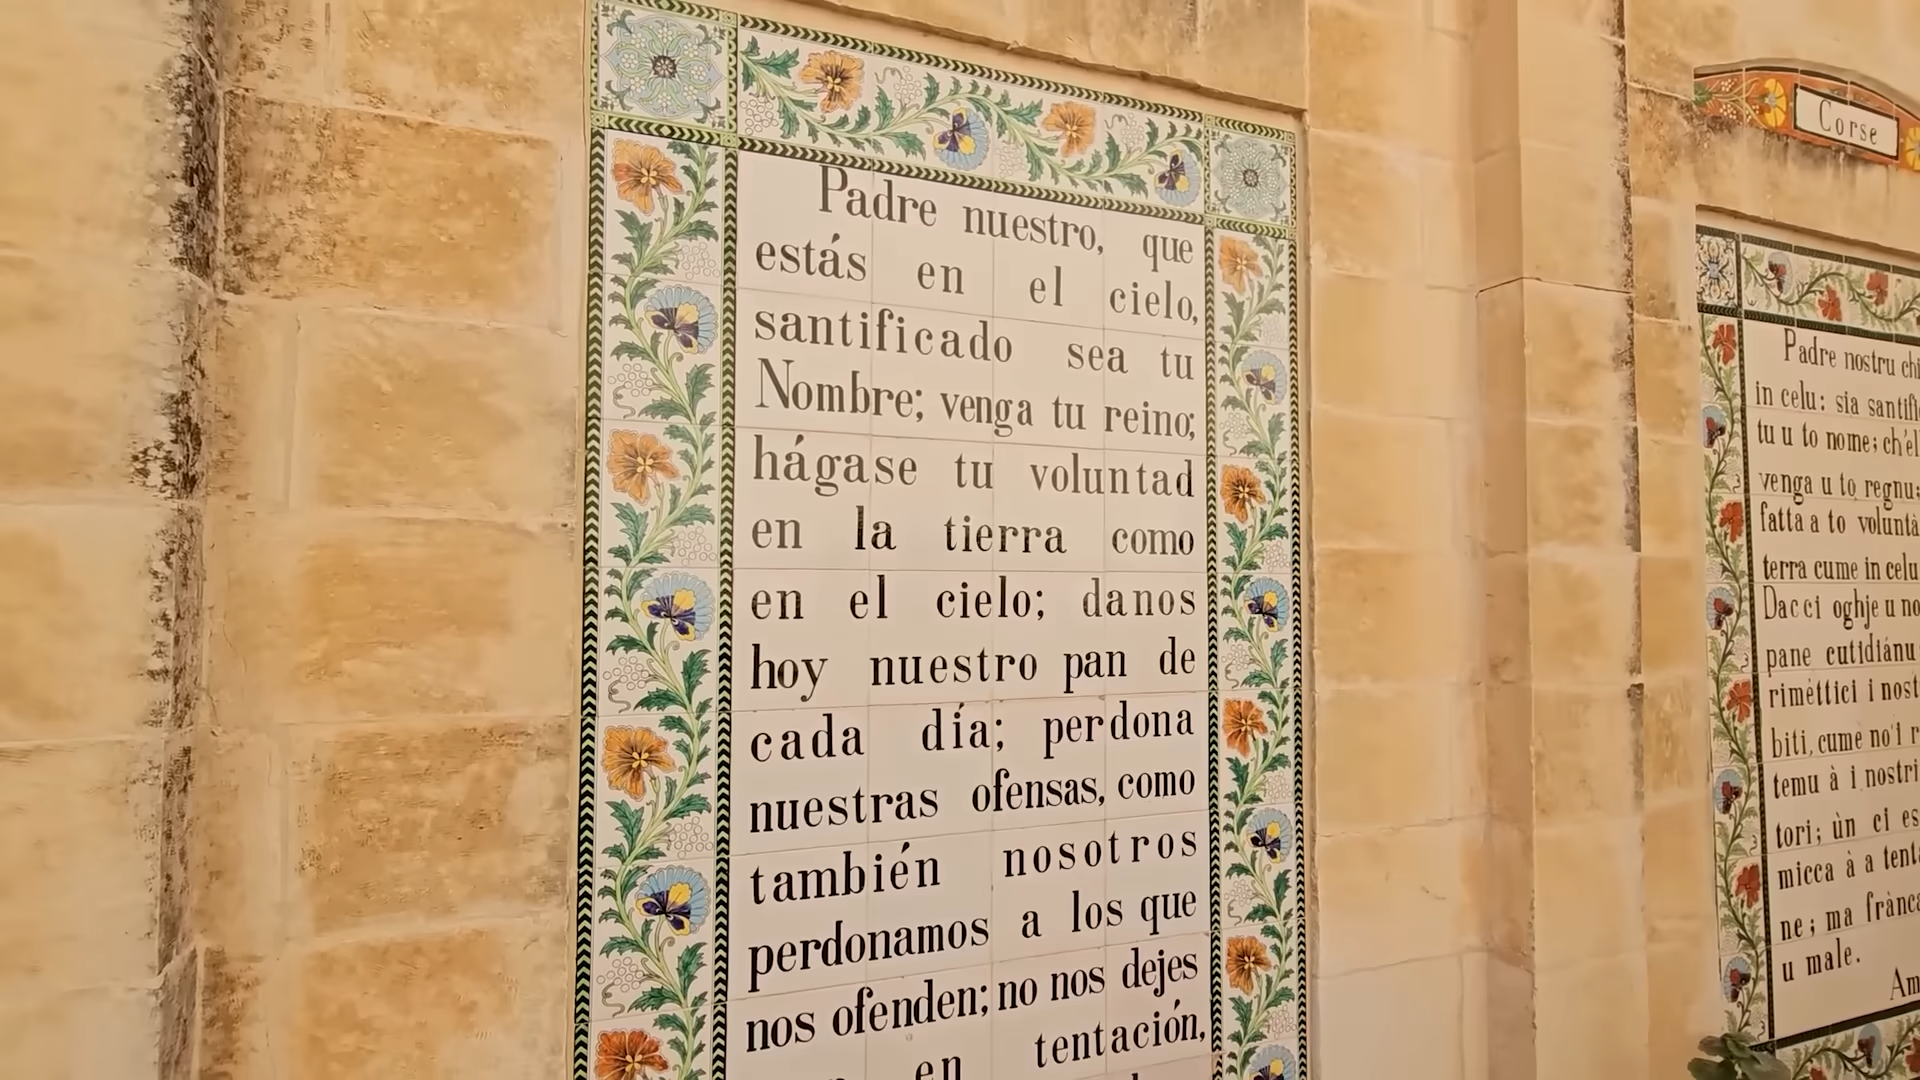 Padre nuestro, que
estás en el cielo,
santificado sea tu
Nombre; venga tu reino;
hágase tu voluntad
en la tierra como
en el cielo; danos
hoy nuestro pan de
cada día; perdona
nuestras ofensas, como
también nosotros
perdonamos a los que
nos ofenden; no nos dejes
en tentación,
Corse
Padre nostru
in celu: sia
tu u to nome; ch'el
venga u to regnu;
fatta a to voluntà
terra cume in celu
Dacci oghje u
pane cutidiánu
rimèttici i
biti, cume no'i
temu à i nostri
tori; ùn ci
micca à a
ne; ma
u male.